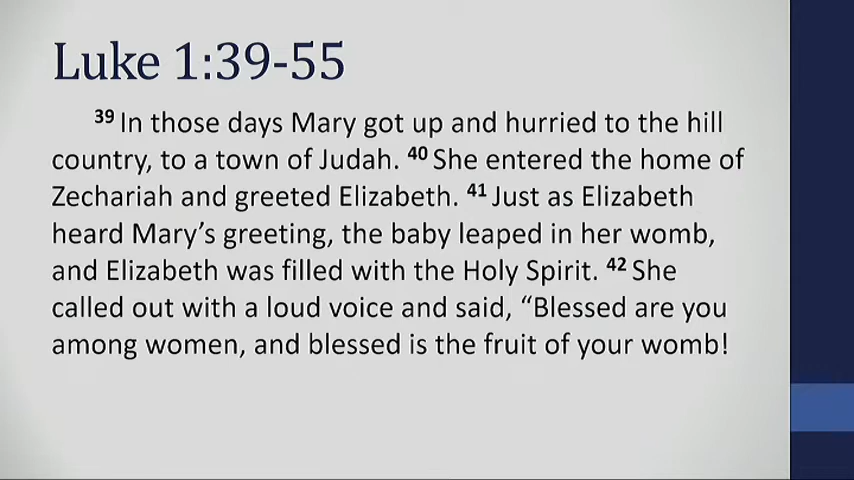 Luke 1:39-55
39 In those days Mary got up and hurried to the hill
country, to a town of Judah. 40 She entered the home of
Zechariah and greeted Elizabeth. 41 Just as Elizabeth
heard Mary’s greeting, the baby leaped in her womb,
and Elizabeth was filled with the Holy Spirit. 42 She
called out with a loud voice and said, “Blessed are you
among women, and blessed is the fruit of your womb!